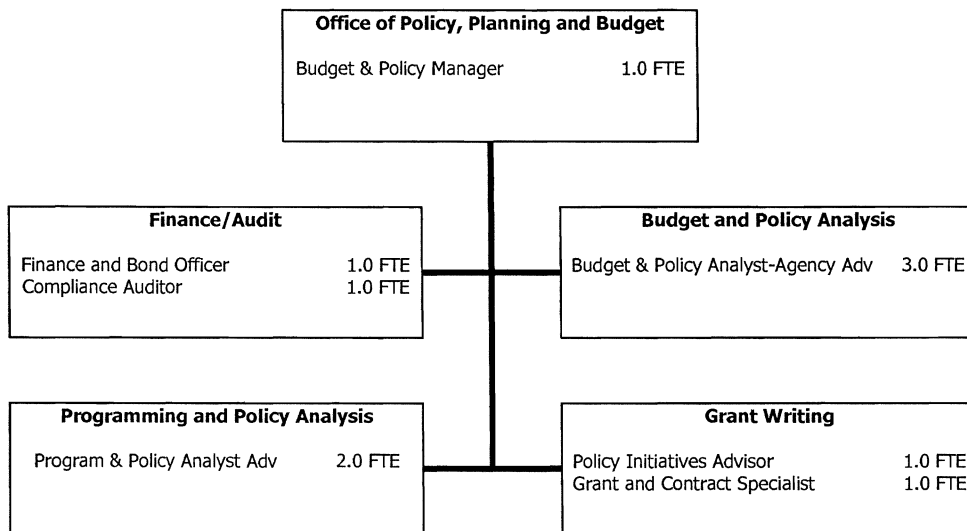 Office of Policy, Planning and Budget
Budget & Policy Manager 1.0 FTE
Finance/Audit
Finance and Bond Officer 1.0 FTE
Compliance Auditor 1.0 FTE
Budget and Policy Analysis
Budget & Policy Analyst-Agency Adv 3.0 FTE
Programming and Policy Analysis
Program & Policy Analyst Adv 2.0 FTE
Grant Writing
Policy Initiatives Advisor 1.0 FTE
Grant and Contract Specialist 1.0 FTE